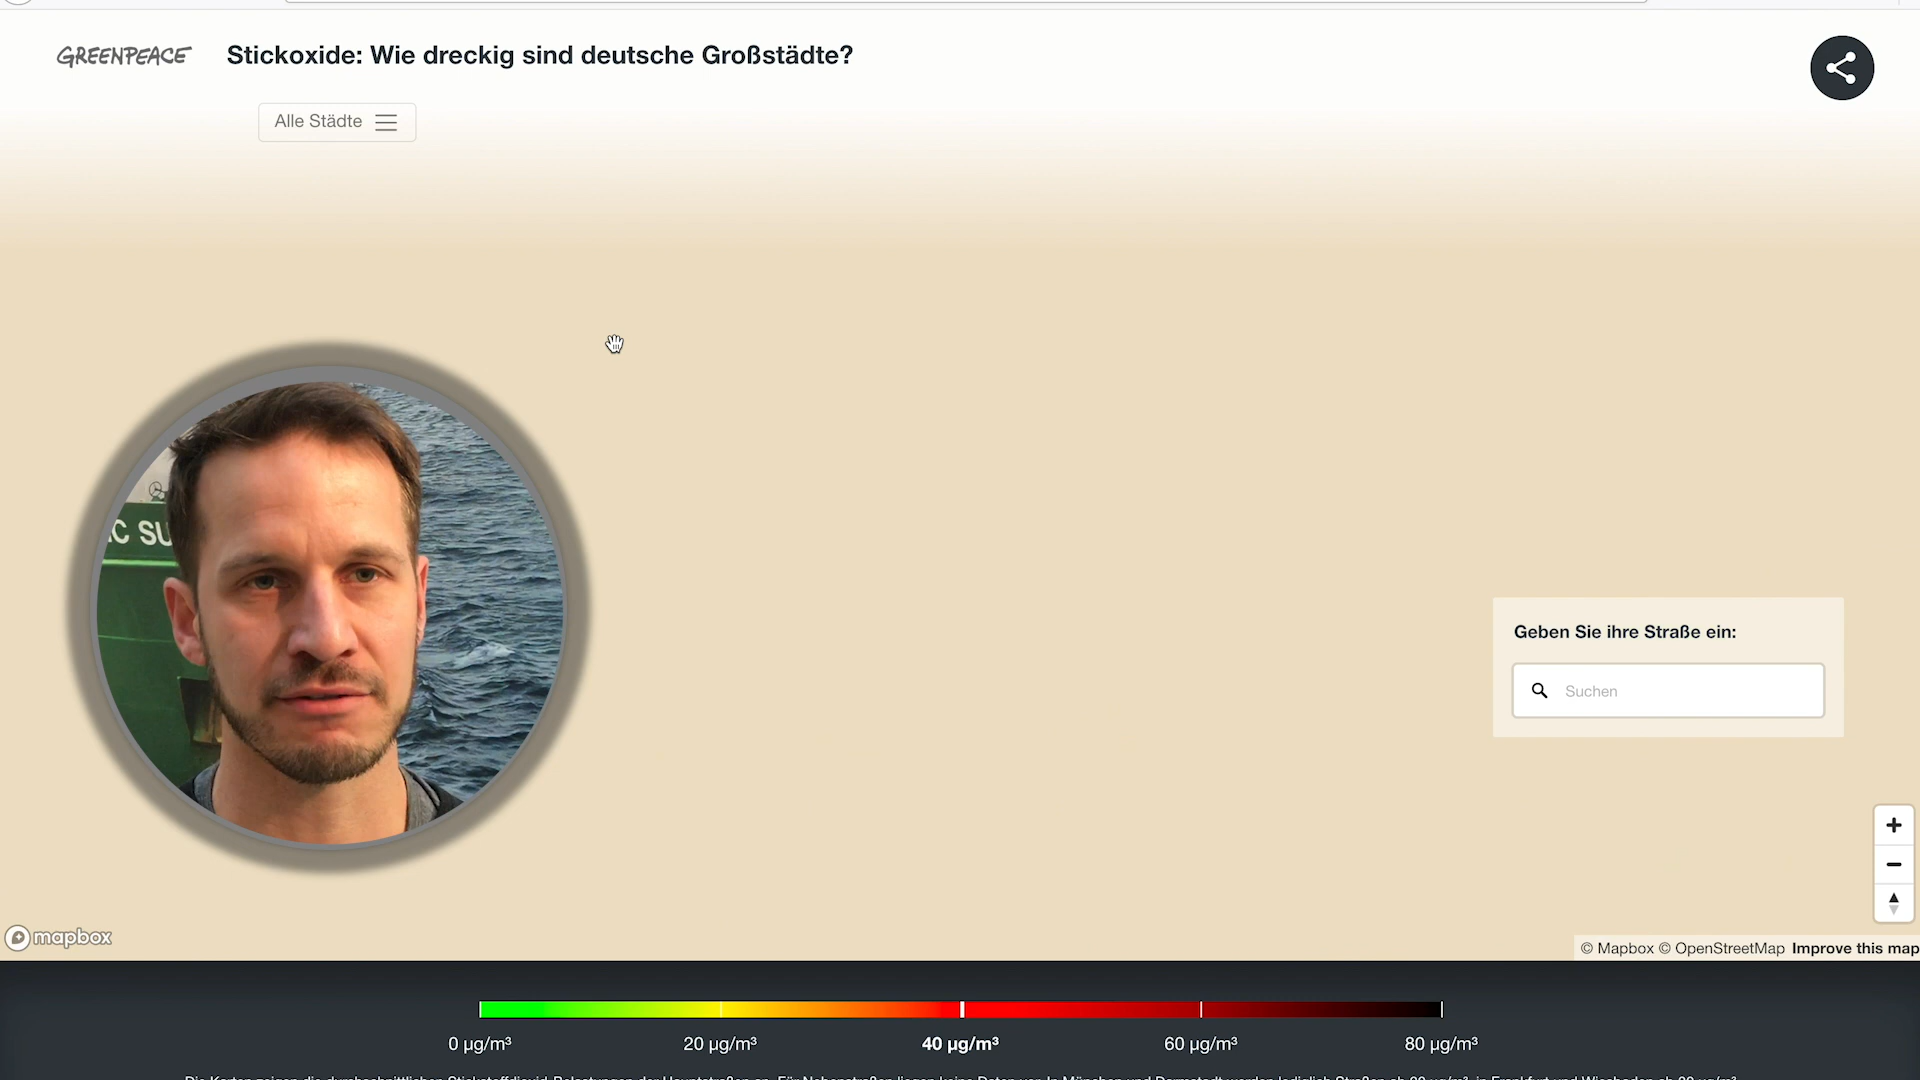 GREENPEACE
Stickoxide: Wie dreckig sind deutsche Großstädte?
Alle Städte
IC SU
Geben Sie ihre Straße ein:
Suchen
mapbox
© Mapbox © OpenStreetMap Improve this map
0 µg/m³ 20 µg/m³ 40 µg/m³ 60 µg/m³ 80 µg/m³